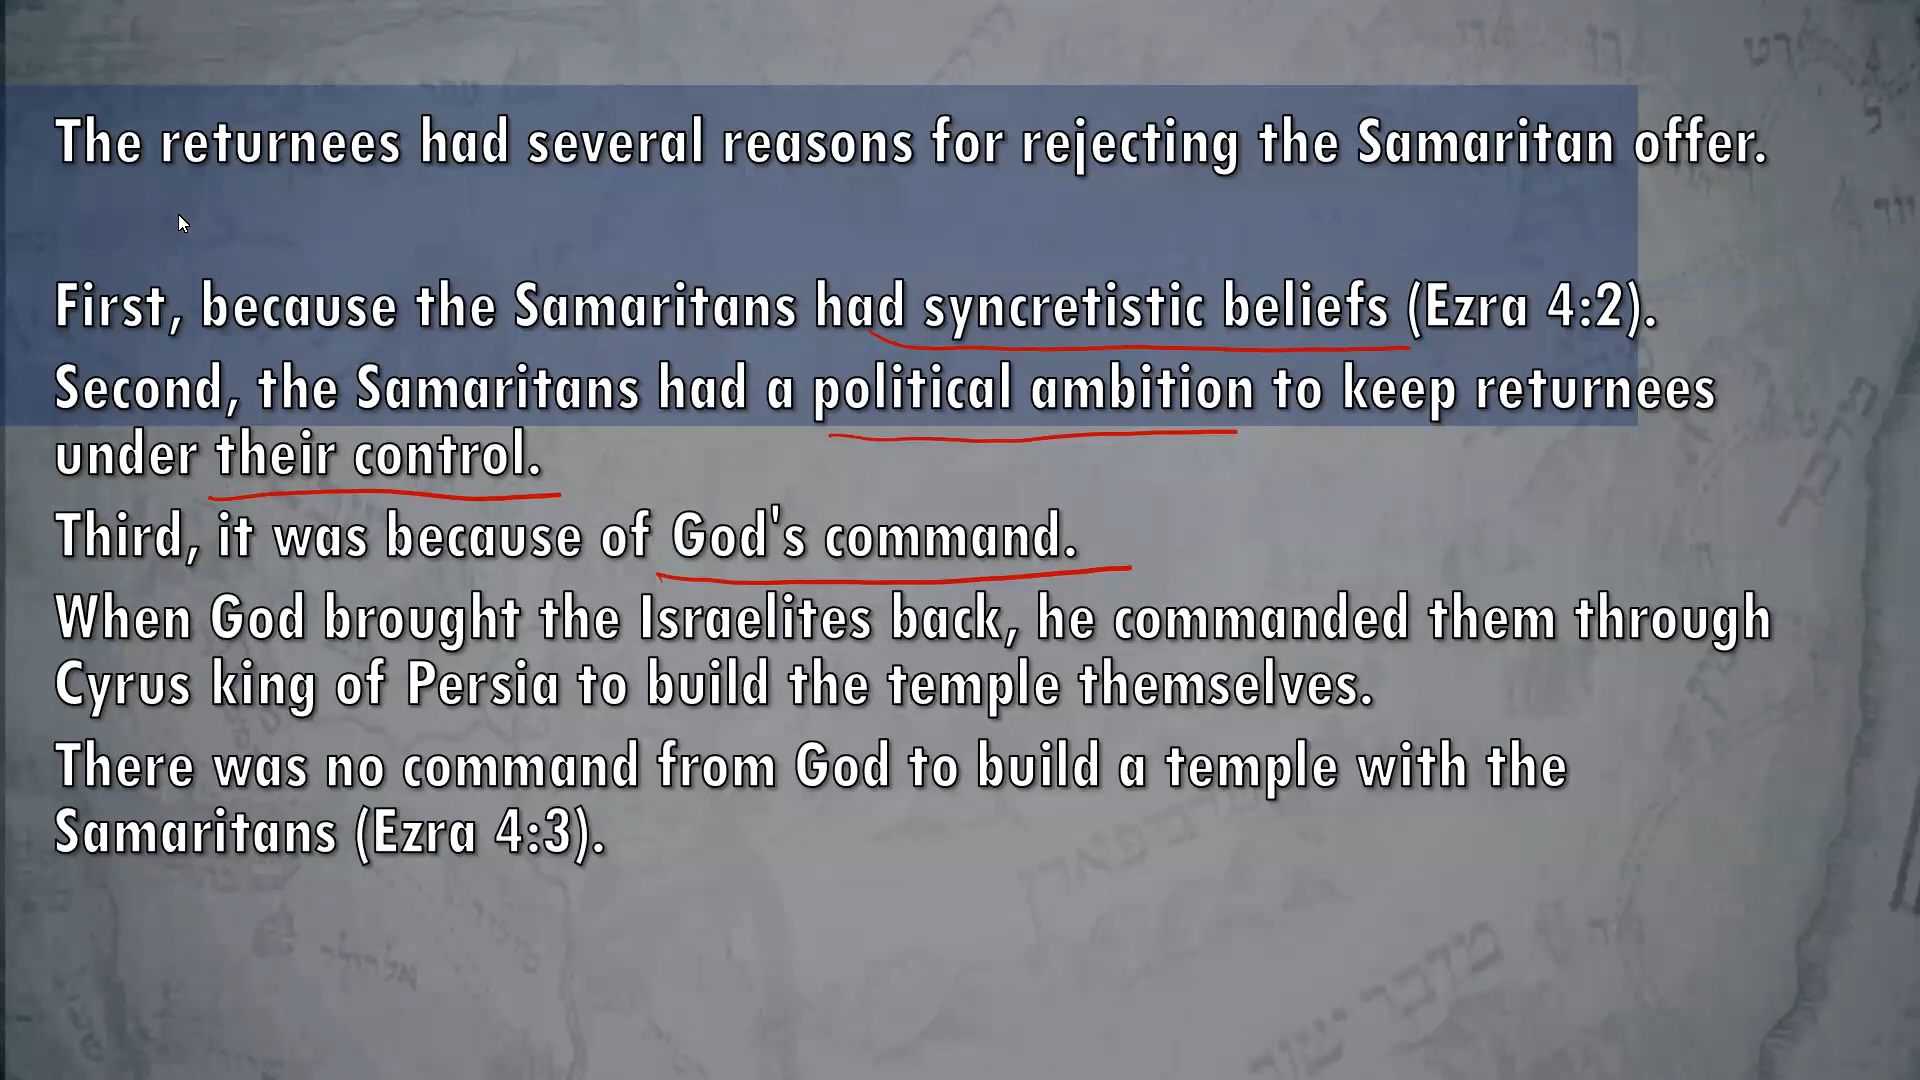 The returnees had several reasons for rejecting the Samaritan offer.
First, because the Samaritans had syncretistic beliefs (Ezra 4:2).
Second, the Samaritans had a political ambition to keep returnees
under their control.
Third, it was because of God's command.
When God brought the Israelites back, he commanded them through
Cyrus king of Persia to build the temple themselves.
There was no command from God to build a temple with the
Samaritans (Ezra 4:3).